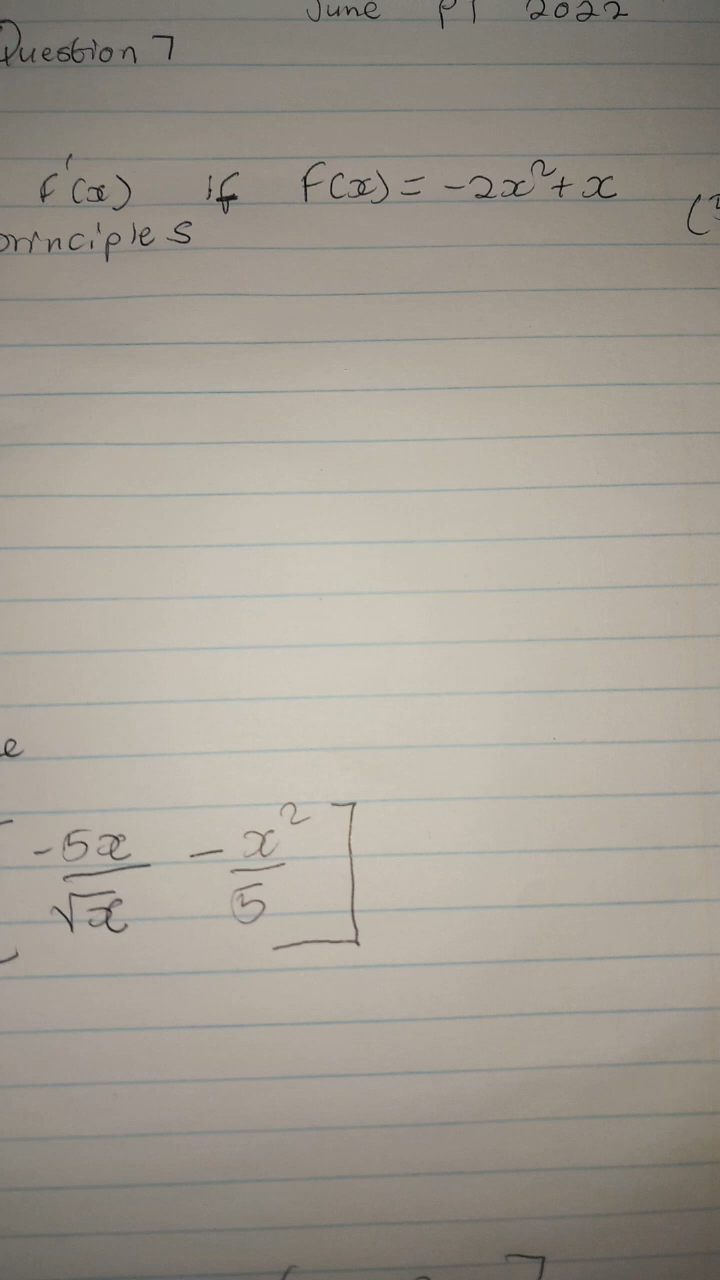 June P1 2022
Question 7
f'(x) if f(x) = -2x²+x
principles
e
[ -5x/√x - x²/5 ]